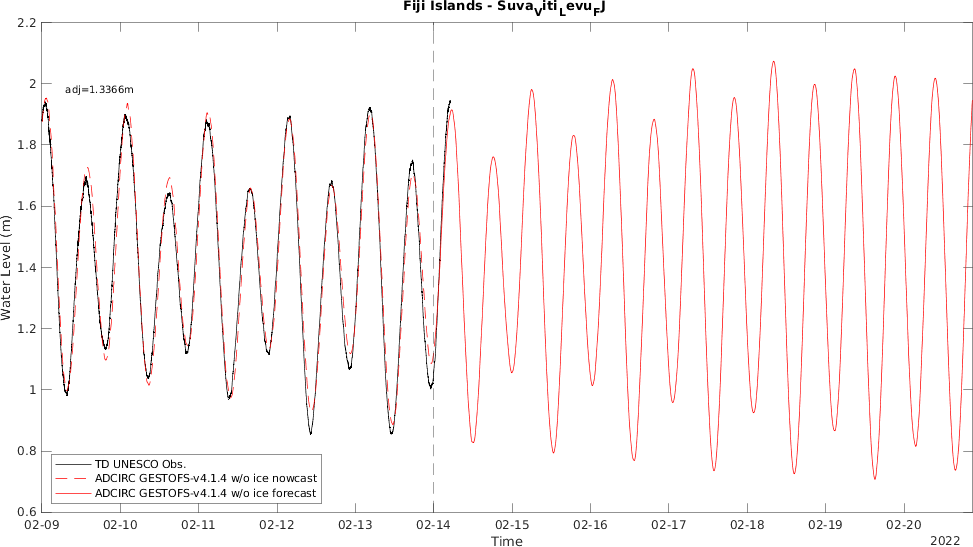 Fiji Islands - Suva_Viti_Levu_FJ
2.2
2
1.8
1.6
1.4
1.2
1
0.8
0.6
Water Level (m)
adj=1.3366m
TD UNESCO Obs.
ADCIRC GESTOFS-v4.1.4 w/o ice nowcast
ADCIRC GESTOFS-v4.1.4 w/o ice forecast
02-09 02-10 02-11 02-12 02-13 02-14 02-15 02-16 02-17 02-18 02-19 02-20
Time
2022